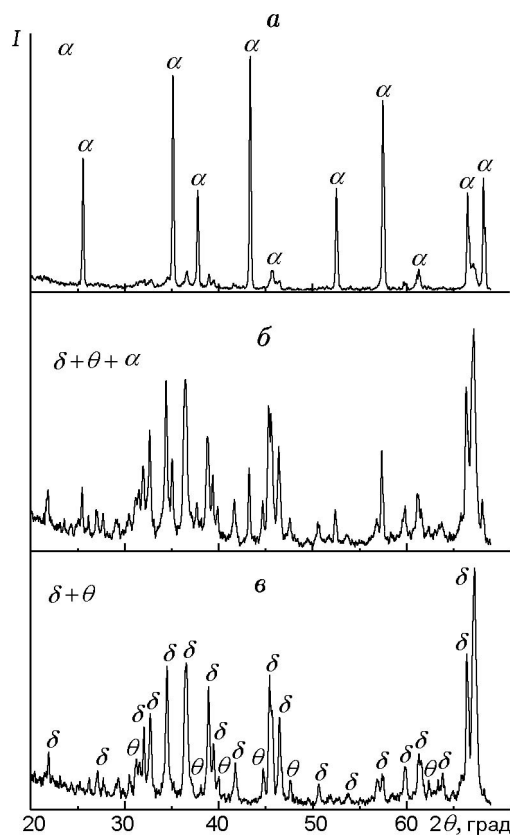 а
I
α
α α α α α α α α α α
б
δ+θ+α
в
δ+θ
δ δ θ δ δ δ δ θ δ δ θ δ θ δ δ θ δ δ δ δ δ θ δ δ δ
20 30 40 50 60 2θ, град